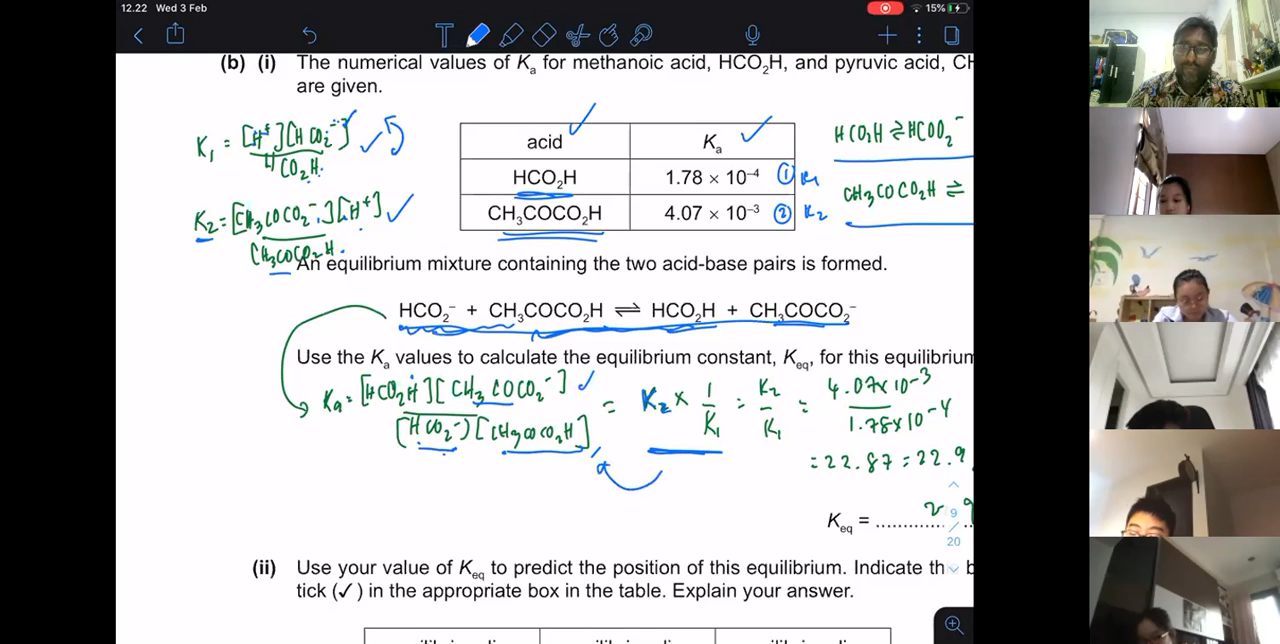 12.22 Wed 3 Feb
15%
(b) (i) The numerical values of Ka for methanoic acid, HCO₂H, and pyruvic acid, CH
are given.
K₁ = [H⁺][HCO₂⁻]
HCO₂H
K₂ = [CH₃COCO₂⁻][H⁺]
CH₃COCO₂H
acid Ka
HCO₂H 1.78 × 10⁻⁴ ① K₁
CH₃COCO₂H 4.07 × 10⁻³ ② K₂
HCO₂H ⇌ HCOO₂⁻
CH₃COCO₂H ⇌
An equilibrium mixture containing the two acid-base pairs is formed.
HCO₂⁻ + CH₃COCO₂H ⇌ HCO₂H + CH₃COCO₂⁻
Use the Ka values to calculate the equilibrium constant, Keq, for this equilibrium
Ka = [HCO₂H][CH₃COCO₂⁻] = K₂ × 1 = K₂ = 4.07×10⁻³
[HCO₂⁻][CH₃COCO₂H] K₁ K₁ 1.78×10⁻⁴
= 22.87 = 22.9
Keq = ............
9
/
20
(ii) Use your value of Keq to predict the position of this equilibrium. Indicate th b
tick (✓) in the appropriate box in the table. Explain your answer.